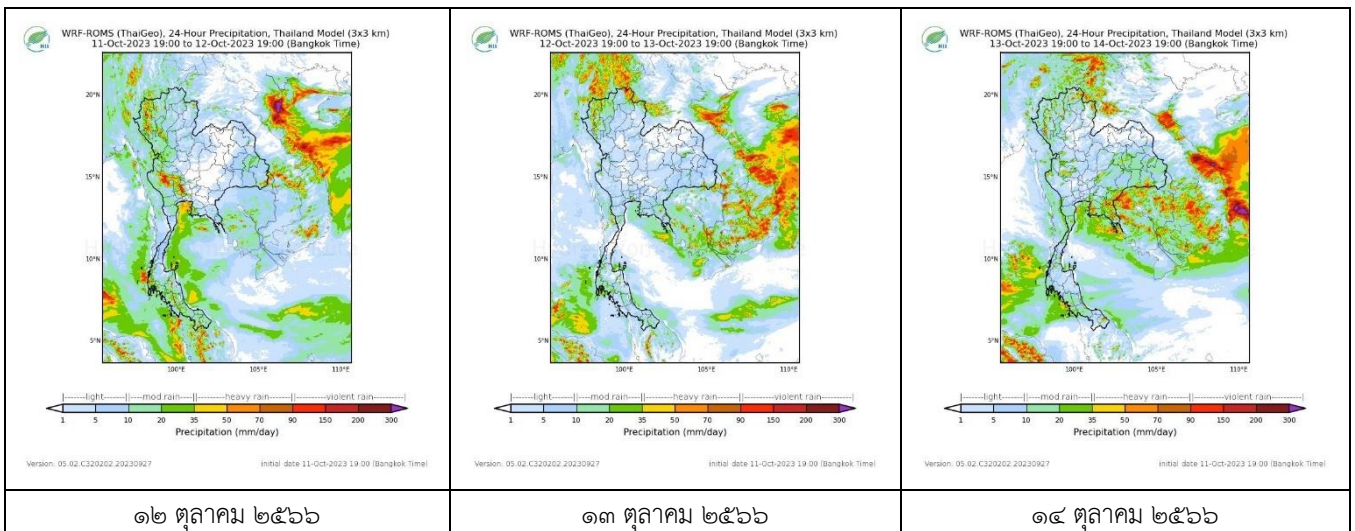 WRF-ROMS (ThaiGeo), 24-Hour Precipitation, Thailand Model (3x3 km)
11-Oct-2023 19:00 to 12-Oct-2023 19:00 (Bangkok Time)
20°N
15°N
10°N
5°N
100°E 105°E 110°E
|-------light-------||---mod.rain---||-------heavy rain-------||-------violent rain-------|
1 5 10 20 35 50 70 90 150 200 300
Precipitation (mm/day)
Version: 05.02.C320202.20230927 initial date 11-Oct-2023 19:00 (Bangkok Time)
๑๒ ตุลาคม ๒๕๖๖
WRF-ROMS (ThaiGeo), 24-Hour Precipitation, Thailand Model (3x3 km)
12-Oct-2023 19:00 to 13-Oct-2023 19:00 (Bangkok Time)
20°N
15°N
10°N
5°N
100°E 105°E 110°E
|-------light-------||---mod.rain---||-------heavy rain-------||-------violent rain-------|
1 5 10 20 35 50 70 90 150 200 300
Precipitation (mm/day)
Version: 05.02.C320202.20230927 initial date 11-Oct-2023 19:00 (Bangkok Time)
๑๓ ตุลาคม ๒๕๖๖
WRF-ROMS (ThaiGeo), 24-Hour Precipitation, Thailand Model (3x3 km)
13-Oct-2023 19:00 to 14-Oct-2023 19:00 (Bangkok Time)
20°N
15°N
10°N
5°N
100°E 105°E 110°E
|-------light-------||---mod.rain---||-------heavy rain-------||-------violent rain-------|
1 5 10 20 35 50 70 90 150 200 300
Precipitation (mm/day)
Version: 05.02.C320202.20230927 initial date 11-Oct-2023 19:00 (Bangkok Time)
๑๔ ตุลาคม ๒๕๖๖